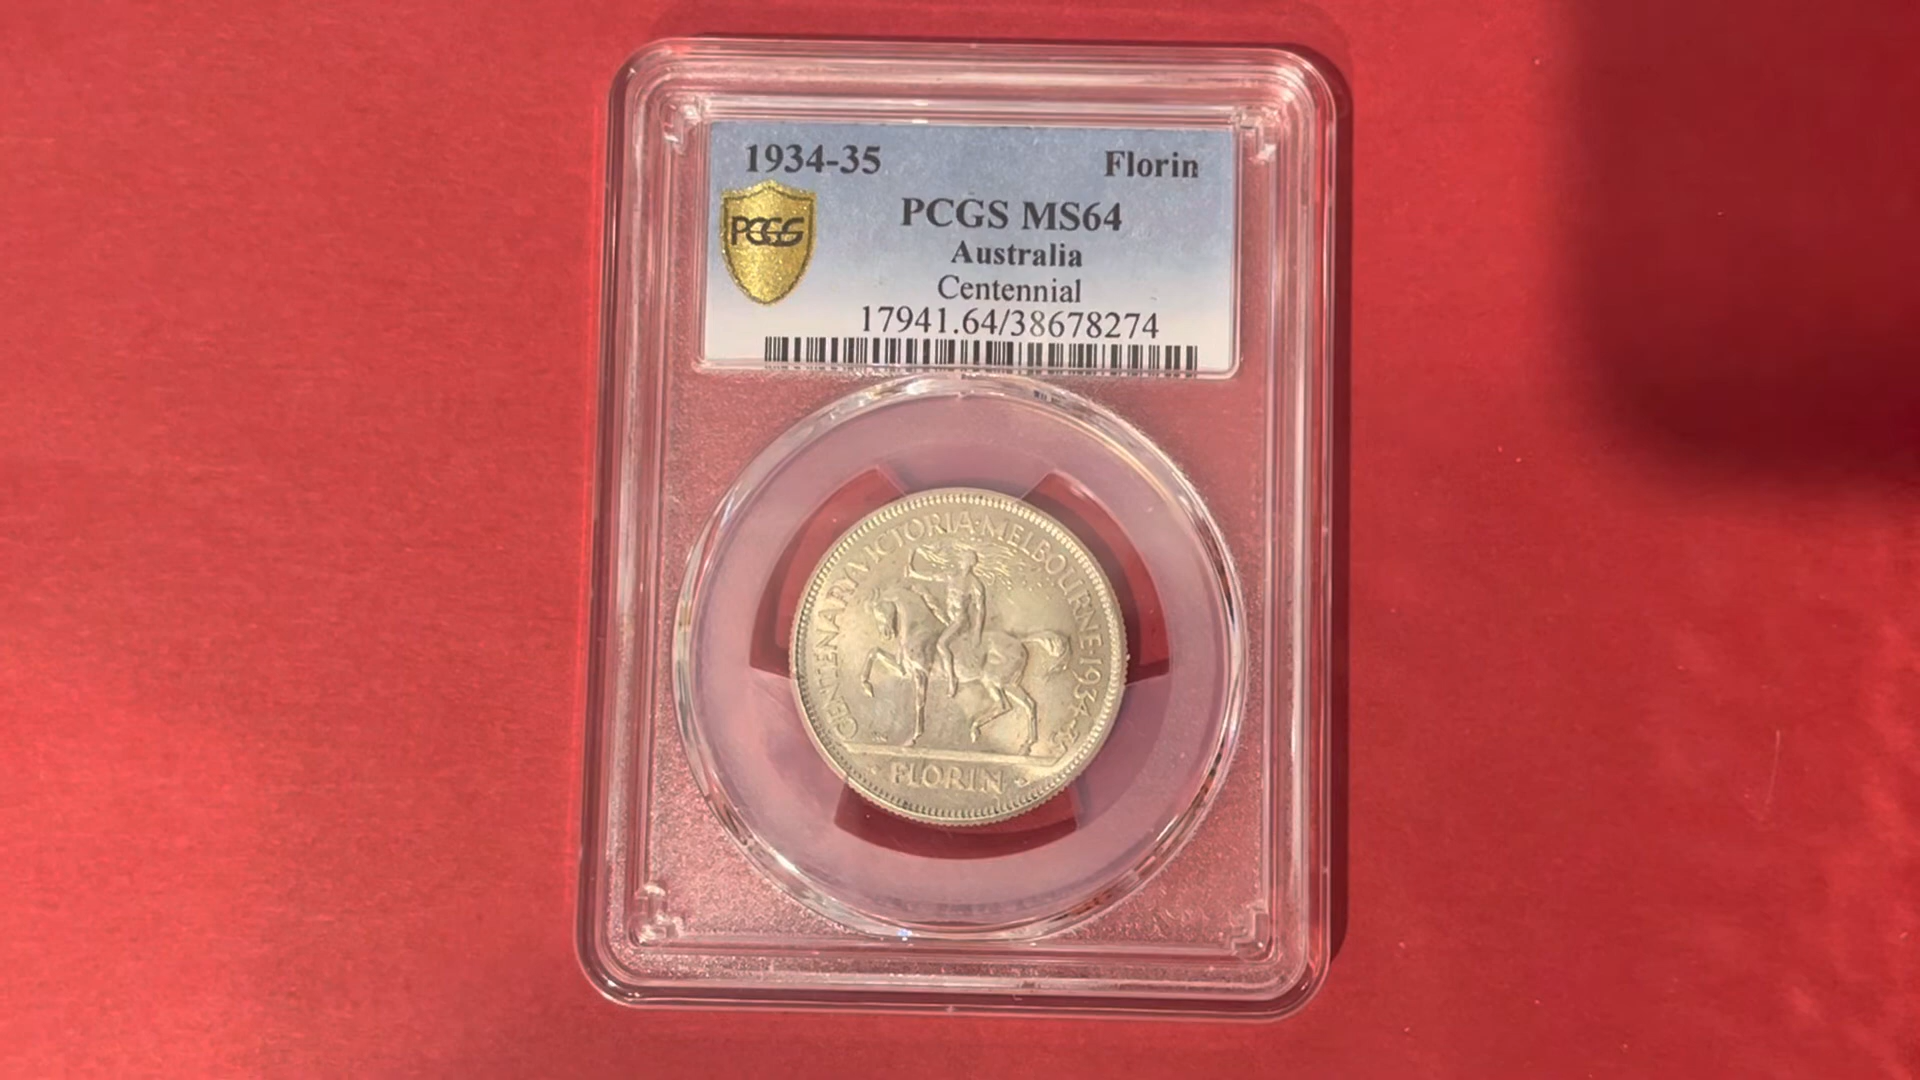 1934-35 Florin
PCGS PCGS MS64
Australia
Centennial
17941.64/38678274
CENTENARY·VICTORIA·MELBOURNE·1934-35
FLORIN